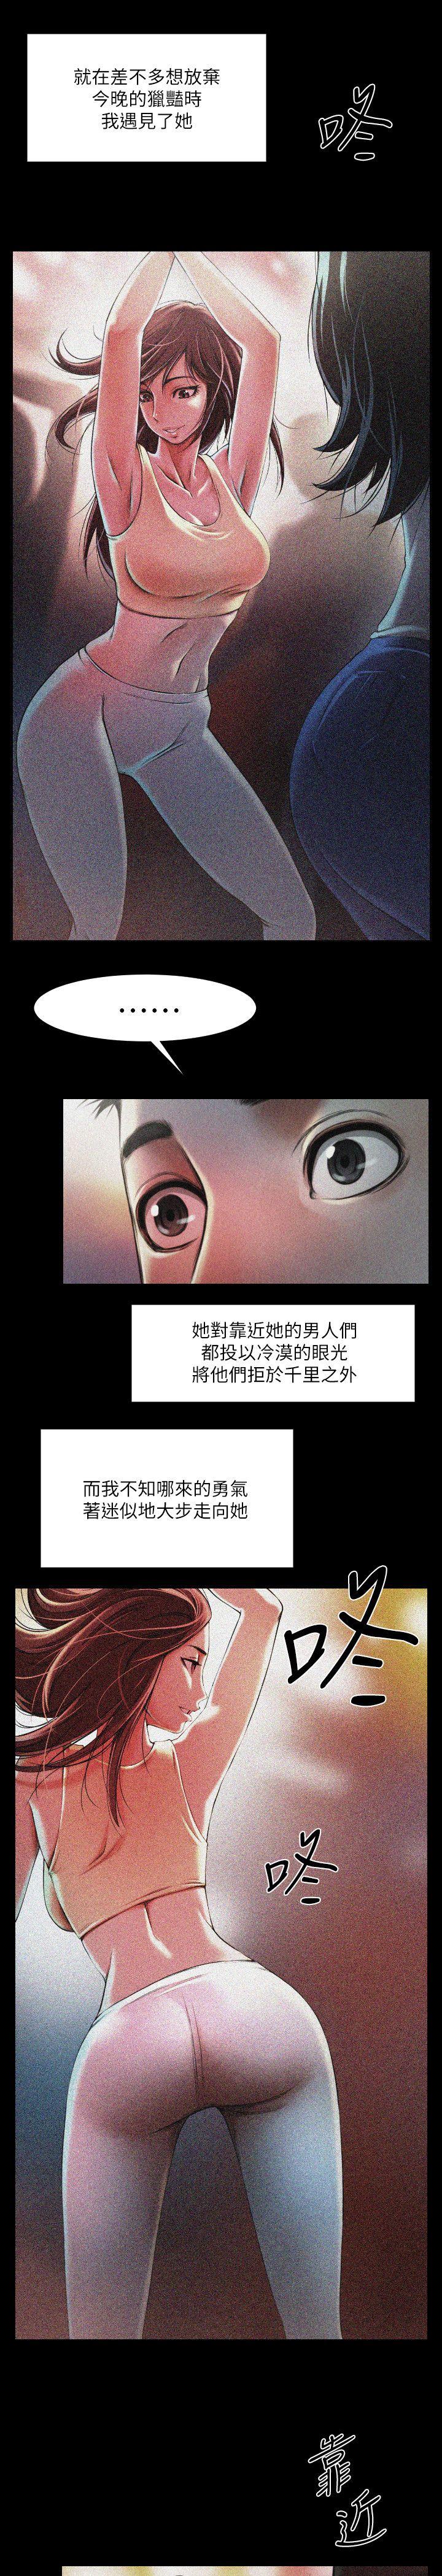 就在差不多想放棄
今晚的獵豔時
我遇見了她
咚
......
她對靠近她的男人們
都投以冷漠的眼光
將他們拒於千里之外
而我不知哪來的勇氣
著迷似地大步走向她
咚
咚
靠近